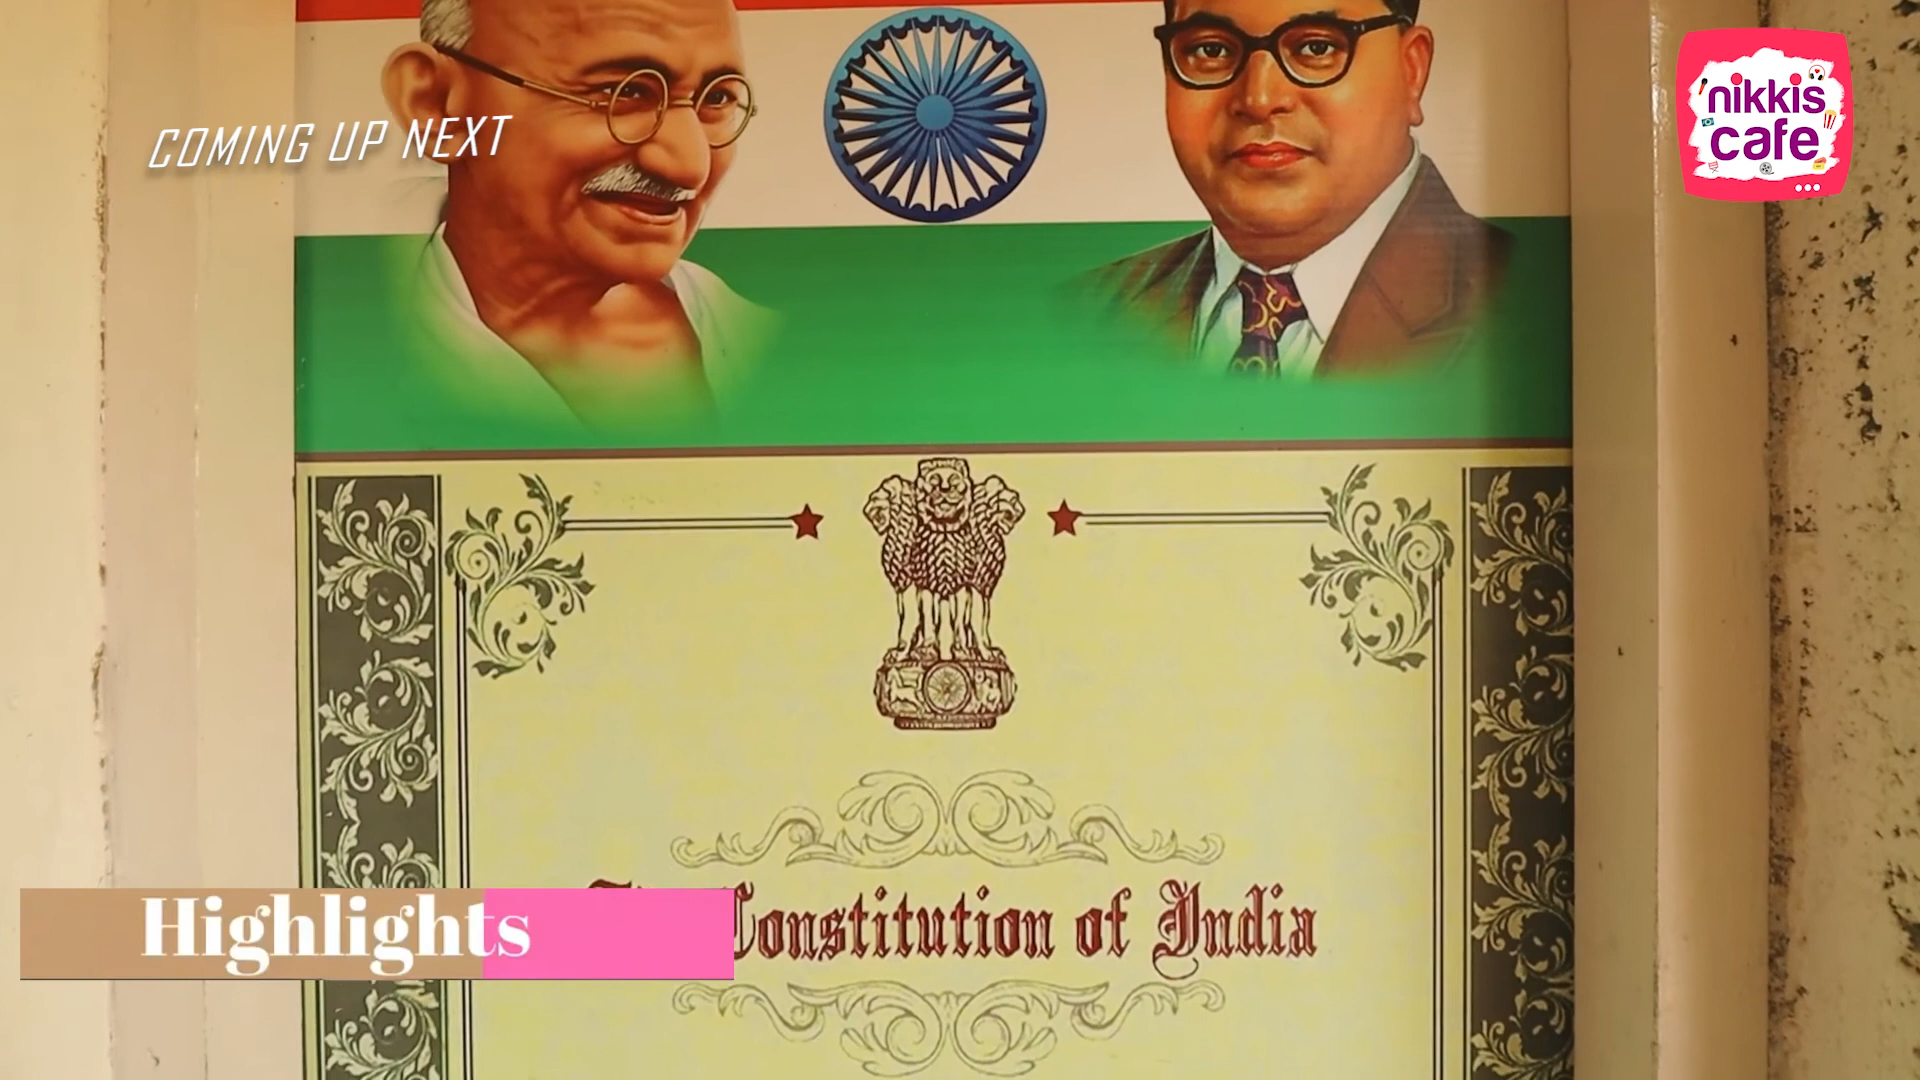 COMING UP NEXT
nikkis
cafe
Highlights
Constitution of India